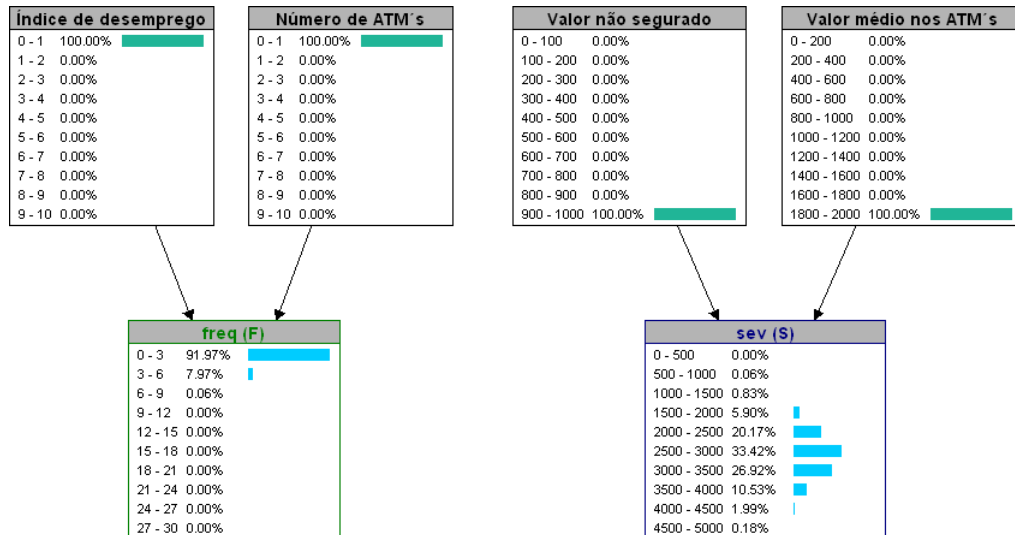 Índice de desemprego
0 - 1 100.00%
1 - 2 0.00%
2 - 3 0.00%
3 - 4 0.00%
4 - 5 0.00%
5 - 6 0.00%
6 - 7 0.00%
7 - 8 0.00%
8 - 9 0.00%
9 - 10 0.00%
Número de ATM´s
0 - 1 100.00%
1 - 2 0.00%
2 - 3 0.00%
3 - 4 0.00%
4 - 5 0.00%
5 - 6 0.00%
6 - 7 0.00%
7 - 8 0.00%
8 - 9 0.00%
9 - 10 0.00%
Valor não segurado
0 - 100 0.00%
100 - 200 0.00%
200 - 300 0.00%
300 - 400 0.00%
400 - 500 0.00%
500 - 600 0.00%
600 - 700 0.00%
700 - 800 0.00%
800 - 900 0.00%
900 - 1000 100.00%
Valor médio nos ATM´s
0 - 200 0.00%
200 - 400 0.00%
400 - 600 0.00%
600 - 800 0.00%
800 - 1000 0.00%
1000 - 1200 0.00%
1200 - 1400 0.00%
1400 - 1600 0.00%
1600 - 1800 0.00%
1800 - 2000 100.00%
freq (F)
0 - 3 91.97%
3 - 6 7.97%
6 - 9 0.06%
9 - 12 0.00%
12 - 15 0.00%
15 - 18 0.00%
18 - 21 0.00%
21 - 24 0.00%
24 - 27 0.00%
27 - 30 0.00%
sev (S)
0 - 500 0.00%
500 - 1000 0.06%
1000 - 1500 0.83%
1500 - 2000 5.90%
2000 - 2500 20.17%
2500 - 3000 33.42%
3000 - 3500 26.92%
3500 - 4000 10.53%
4000 - 4500 1.99%
4500 - 5000 0.18%